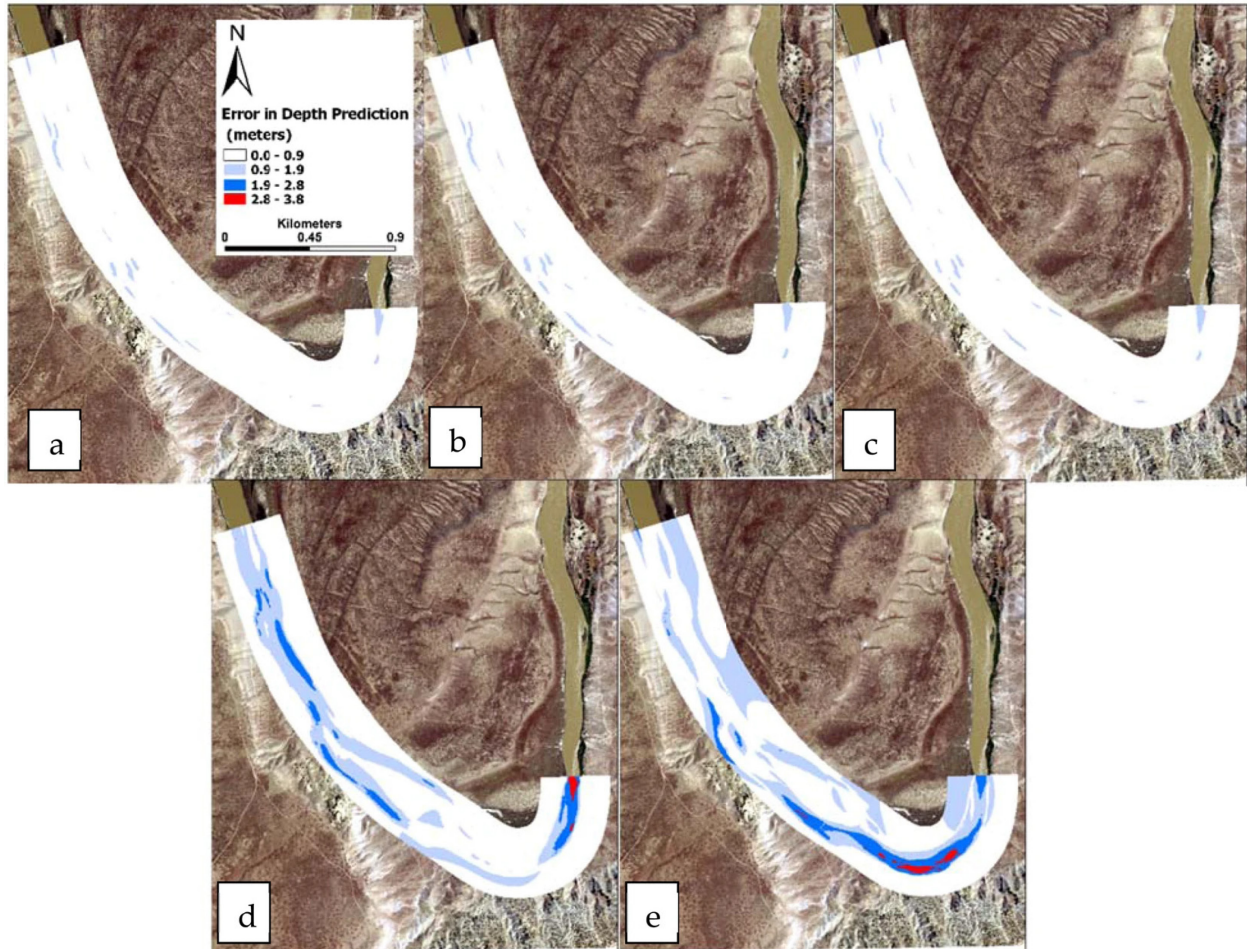 N
Error in Depth Prediction
(meters)
0.0 - 0.9
0.9 - 1.9
1.9 - 2.8
2.8 - 3.8
Kilometers
0 0.45 0.9
a
b
c
d
e